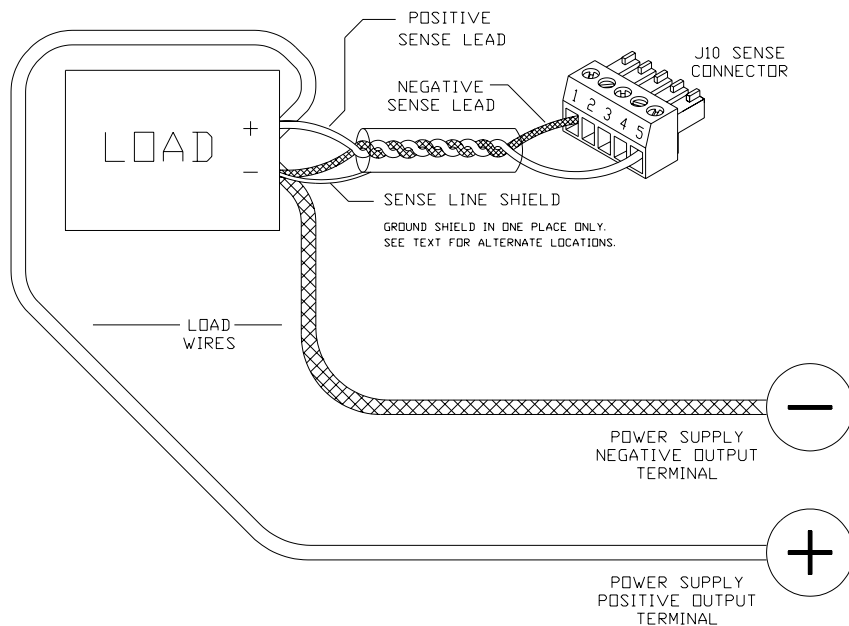 POSITIVE
SENSE LEAD
J10 SENSE
CONNECTOR
NEGATIVE
SENSE LEAD
1 2 3 4 5
LOAD
+
−
SENSE LINE SHIELD
GROUND SHIELD IN ONE PLACE ONLY.
SEE TEXT FOR ALTERNATE LOCATIONS.
LOAD
WIRES
−
POWER SUPPLY
NEGATIVE OUTPUT
TERMINAL
+
POWER SUPPLY
POSITIVE OUTPUT
TERMINAL